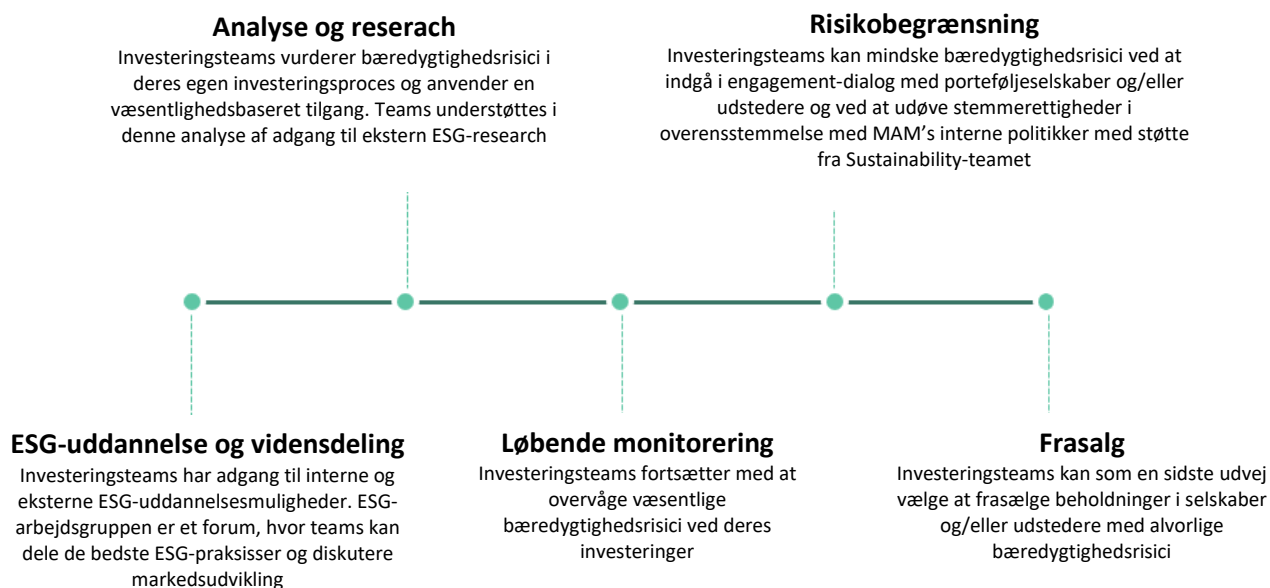 Analyse og reserach
Investeringsteams vurderer bæredygtighedsrisici i
deres egen investeringsproces og anvender en
væsentlighedsbaseret tilgang. Teams understøttes i
denne analyse af adgang til ekstern ESG-research
Risikobegrænsning
Investeringsteams kan mindske bæredygtighedsrisici ved at
indgå i engagement-dialog med porteføljeselskaber og/eller
udstedere og ved at udøve stemmerettigheder i
overensstemmelse med MAM’s interne politikker med støtte
fra Sustainability-teamet
ESG-uddannelse og vidensdeling
Investeringsteams har adgang til interne og
eksterne ESG-uddannelsesmuligheder. ESG-
arbejdsgruppen er et forum, hvor teams kan
dele de bedste ESG-praksisser og diskutere
markedsudvikling
Løbende monitorering
Investeringsteams fortsætter med at
overvåge væsentlige
bæredygtighedsrisici ved deres
investeringer
Frasalg
Investeringsteams kan som en sidste udvej
vælge at frasælge beholdninger i selskaber
og/eller udstedere med alvorlige
bæredygtighedsrisici